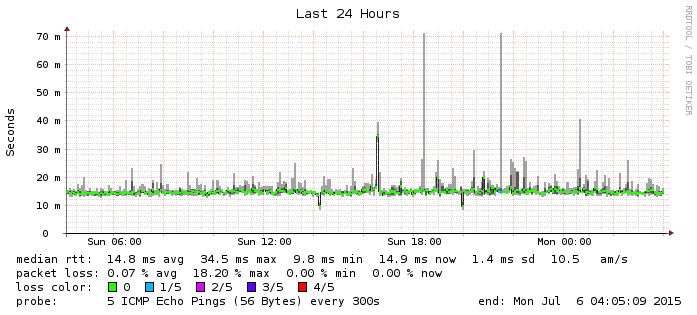 Last 24 Hours
RRDTOOL / TOBI OETIKER
Seconds
70 m
60 m
50 m
40 m
30 m
20 m
10 m
0
Sun 06:00 Sun 12:00 Sun 18:00 Mon 00:00
median rtt: 14.8 ms avg 34.5 ms max 9.8 ms min 14.9 ms now 1.4 ms sd 10.5 am/s
packet loss: 0.07 % avg 18.20 % max 0.00 % min 0.00 % now
loss color: 0 1/5 2/5 3/5 4/5
probe: 5 ICMP Echo Pings (56 Bytes) every 300s end: Mon Jul 6 04:05:09 2015